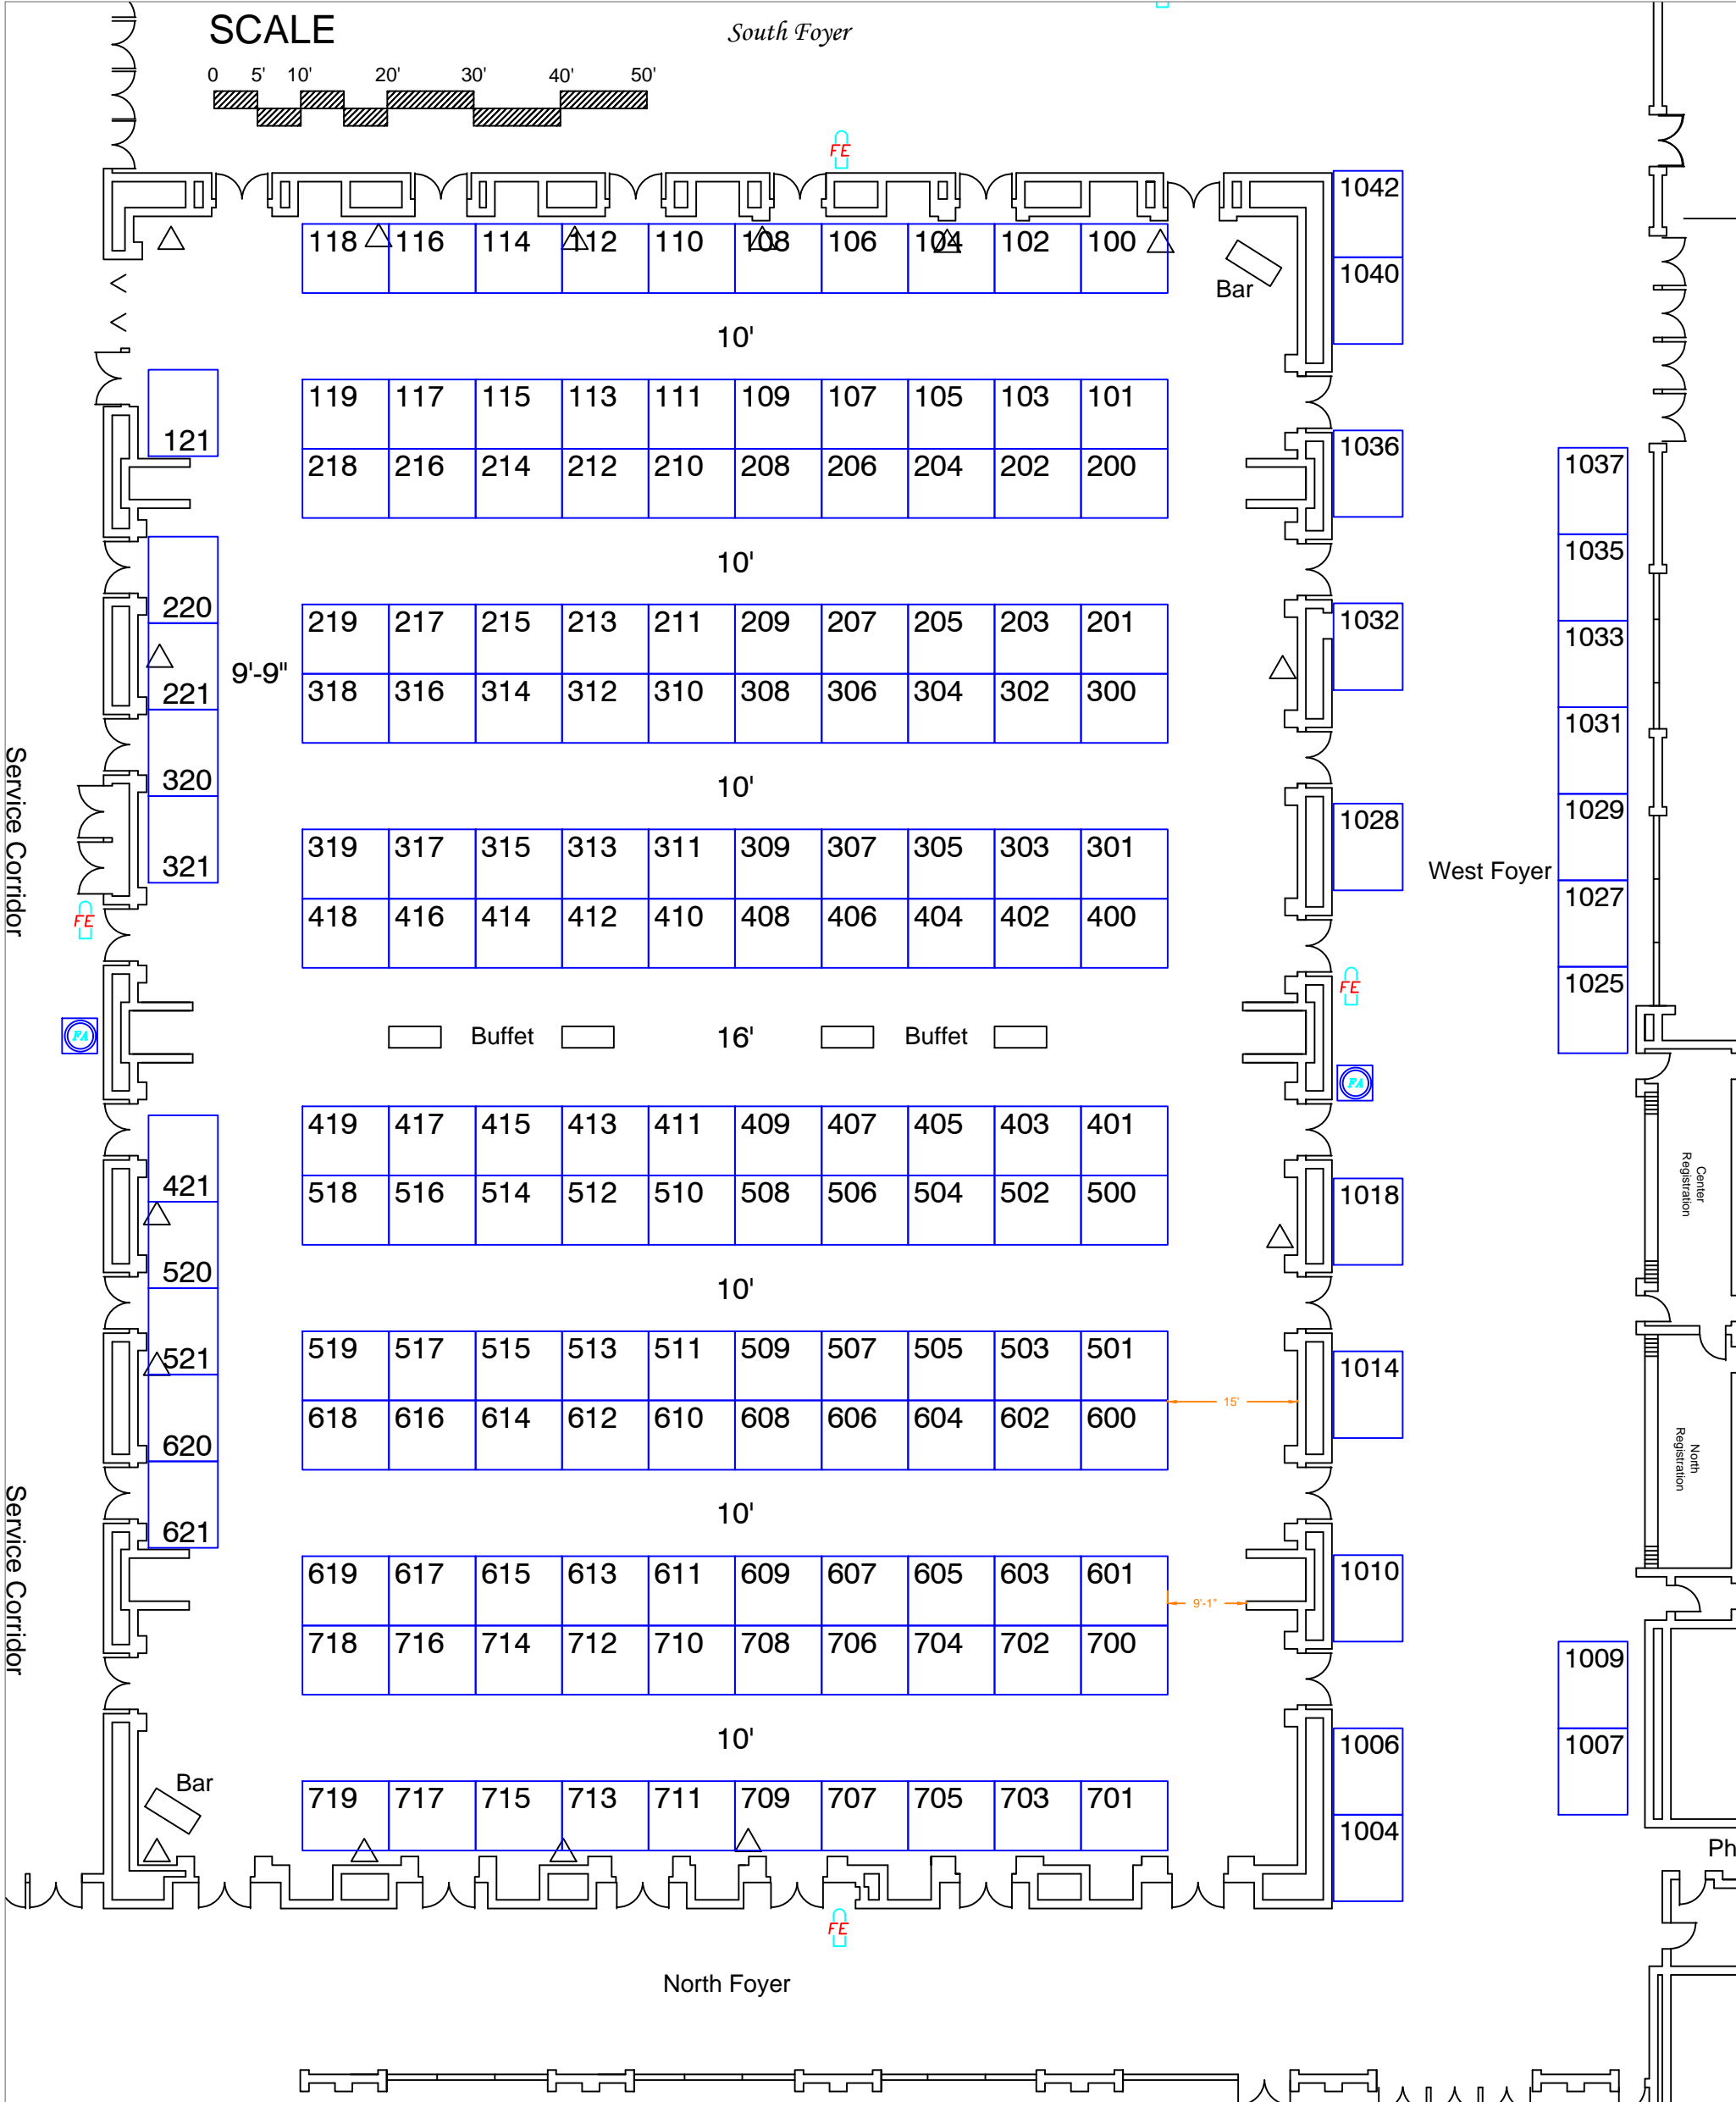 SCALE
South Foyer
0 5' 10' 20' 30' 40' 50'
FE
1042
118 116 114 112 110 108 106 104 102 100
1040
Bar
10'
119 117 115 113 111 109 107 105 103 101
121
1036
1037
218 216 214 212 210 208 206 204 202 200
10'
1035
220
219 217 215 213 211 209 207 205 203 201
1032
1033
9'-9"
221
318 316 314 312 310 308 306 304 302 300
1031
320
10'
Service Corridor
1028
1029
321
319 317 315 313 311 309 307 305 303 301
West Foyer
1027
FE
418 416 414 412 410 408 406 404 402 400
FE
1025
FA
Buffet 16' Buffet
FA
419 417 415 413 411 409 407 405 403 401
421
518 516 514 512 510 508 506 504 502 500
1018
Center
Registration
520
10'
521
519 517 515 513 511 509 507 505 503 501
1014
15'
620
618 616 614 612 610 608 606 604 602 600
North
Registration
10'
621
Service Corridor
619 617 615 613 611 609 607 605 603 601
1010
9'-1"
718 716 714 712 710 708 706 704 702 700
1009
10'
1006
1007
Bar
719 717 715 713 711 709 707 705 703 701
1004
Ph
FE
North Foyer